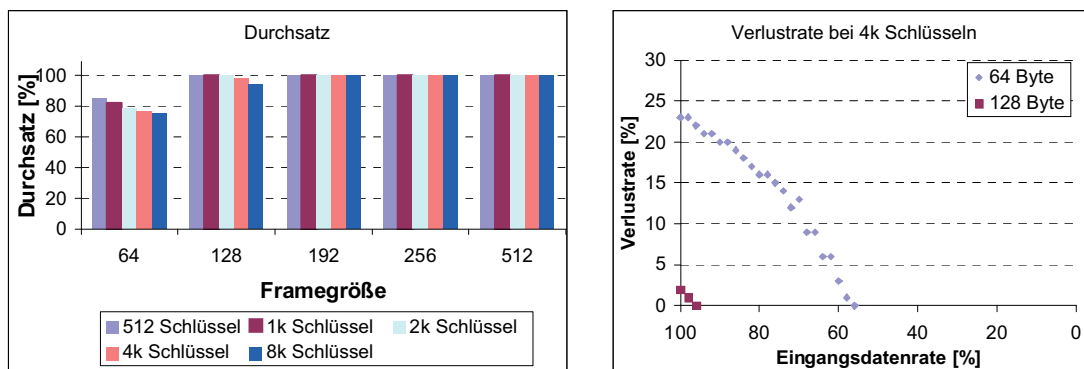 Durchsatz
Durchsatz [%]
100
80
60
40
20
0
64 128 192 256 512
Framegröße
512 Schlüssel 1k Schlüssel 2k Schlüssel
4k Schlüssel 8k Schlüssel
Verlustrate bei 4k Schlüsseln
Verlustrate [%]
30
25
20
15
10
5
0
64 Byte
128 Byte
100 80 60 40 20 0
Eingangsdatenrate [%]